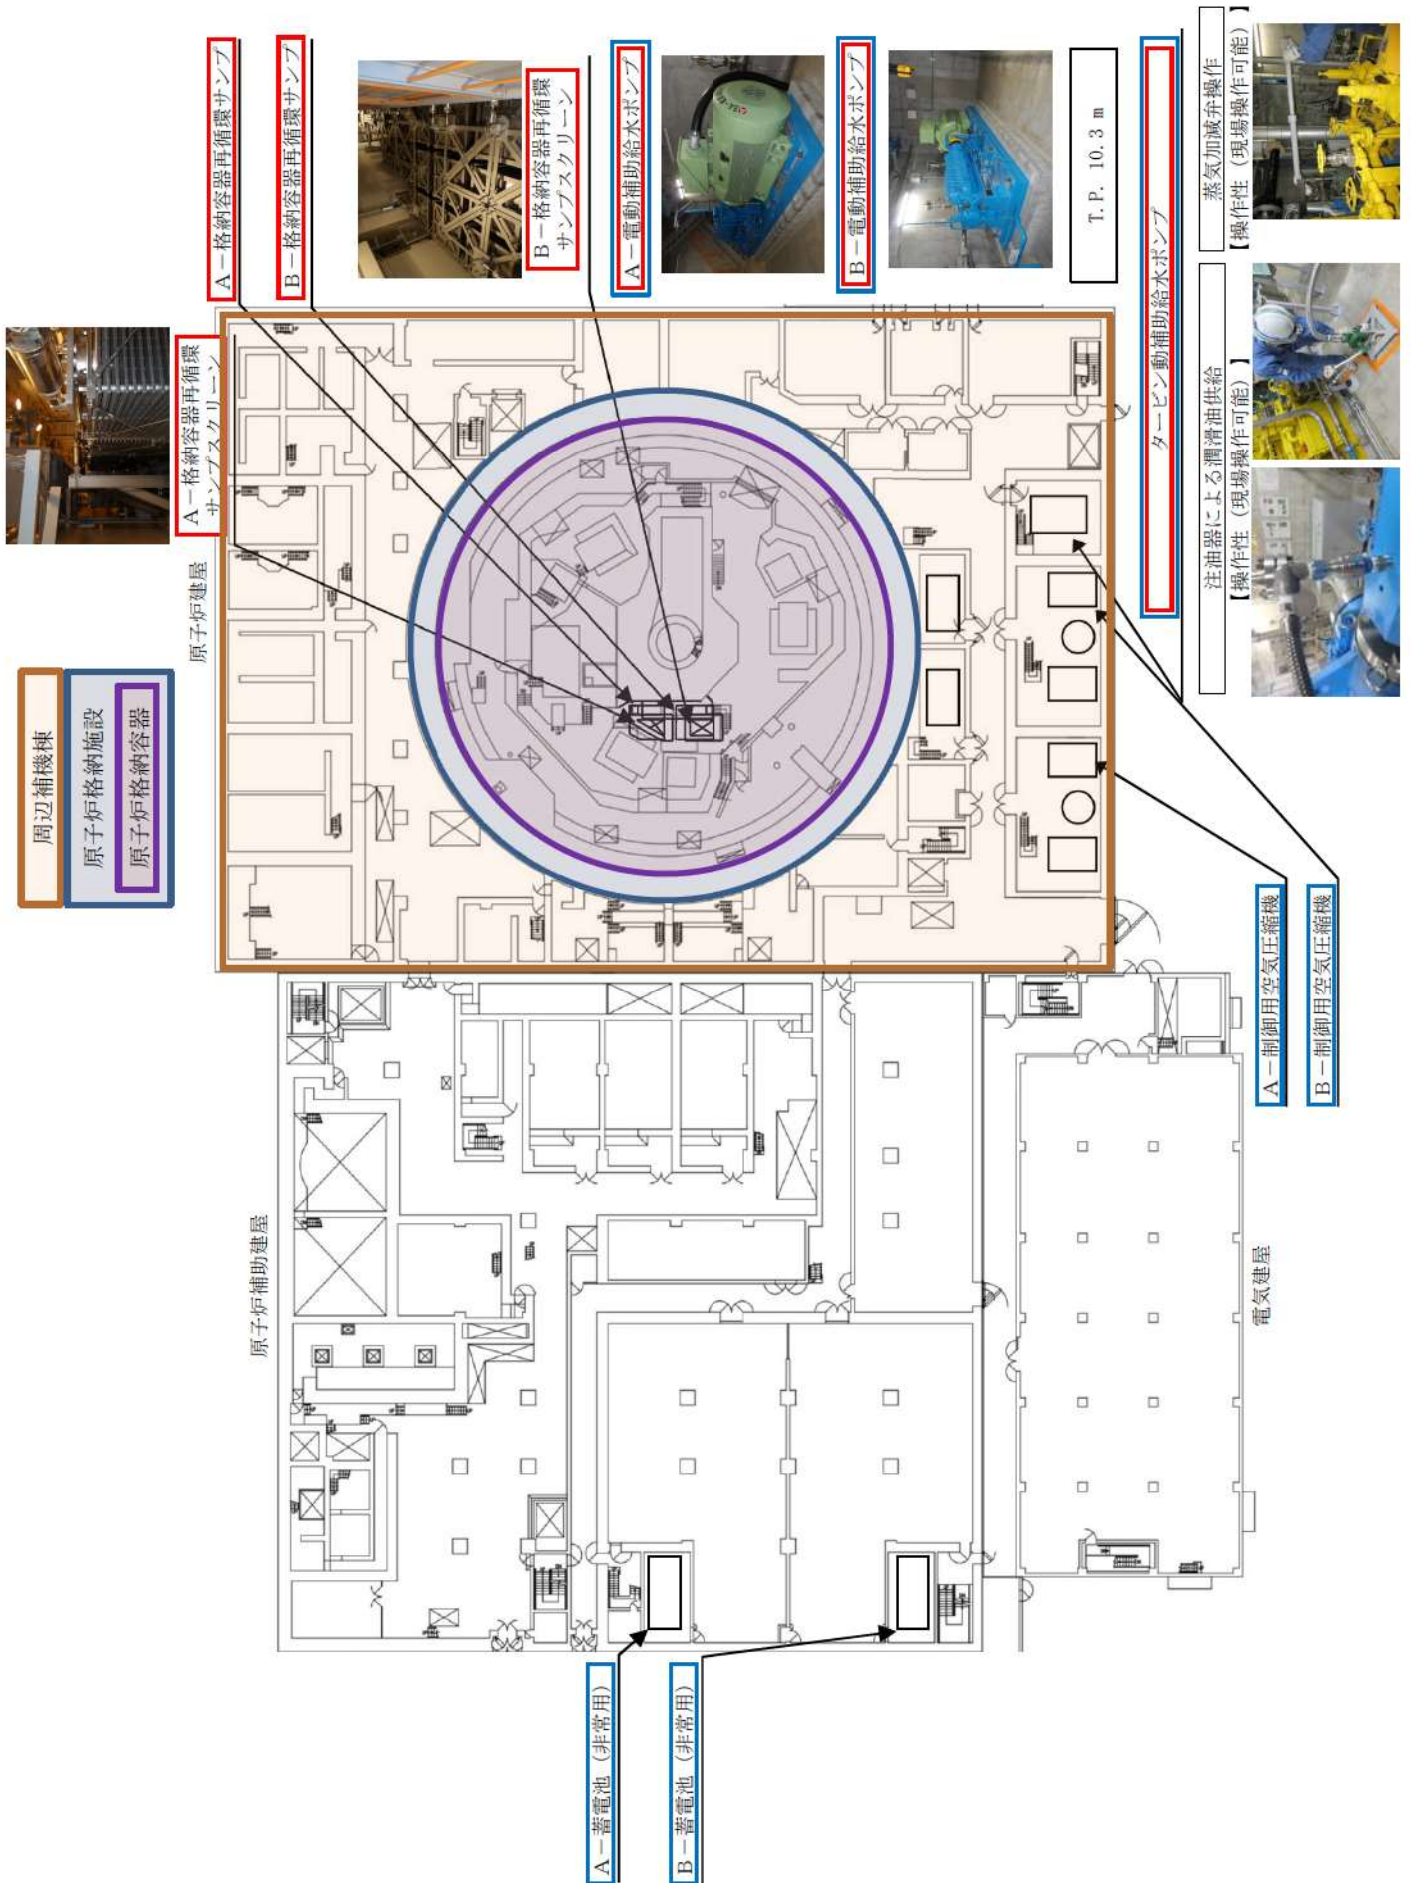 周辺補機棟
原子炉格納施設
原子炉格納容器
原子炉建屋
A－格納容器再循環
サンプスクリーン
A－格納容器再循環サンプ
B－格納容器再循環サンプ
B－格納容器再循環
サンプスクリーン
A－電動補助給水ポンプ
B－電動補助給水ポンプ
T.P. 10.3 m
タービン動補助給水ポンプ
注油器による潤滑油供給
【操作性（現場操作可能）】
蒸気加減弁操作
【操作性（現場操作可能）】
原子炉補助建屋
電気建屋
A－制御用空気圧縮機
B－制御用空気圧縮機
A－蓄電池（非常用）
B－蓄電池（非常用）